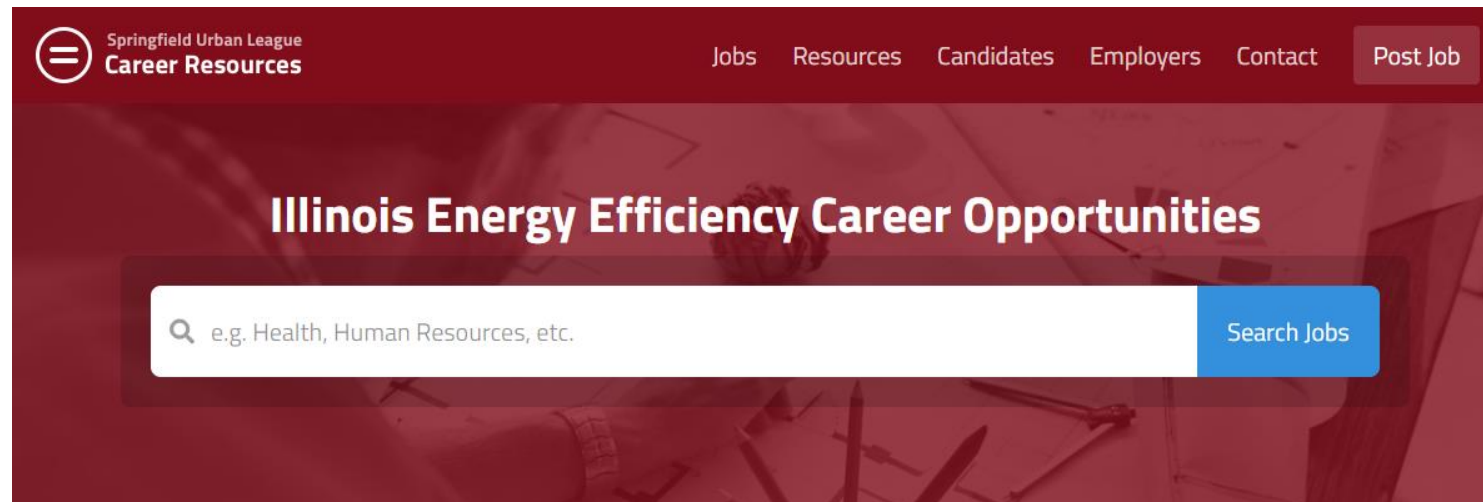 Springfield Urban League
Career Resources
Jobs Resources Candidates Employers Contact Post Job
Illinois Energy Efficiency Career Opportunities
e.g. Health, Human Resources, etc.
Search Jobs